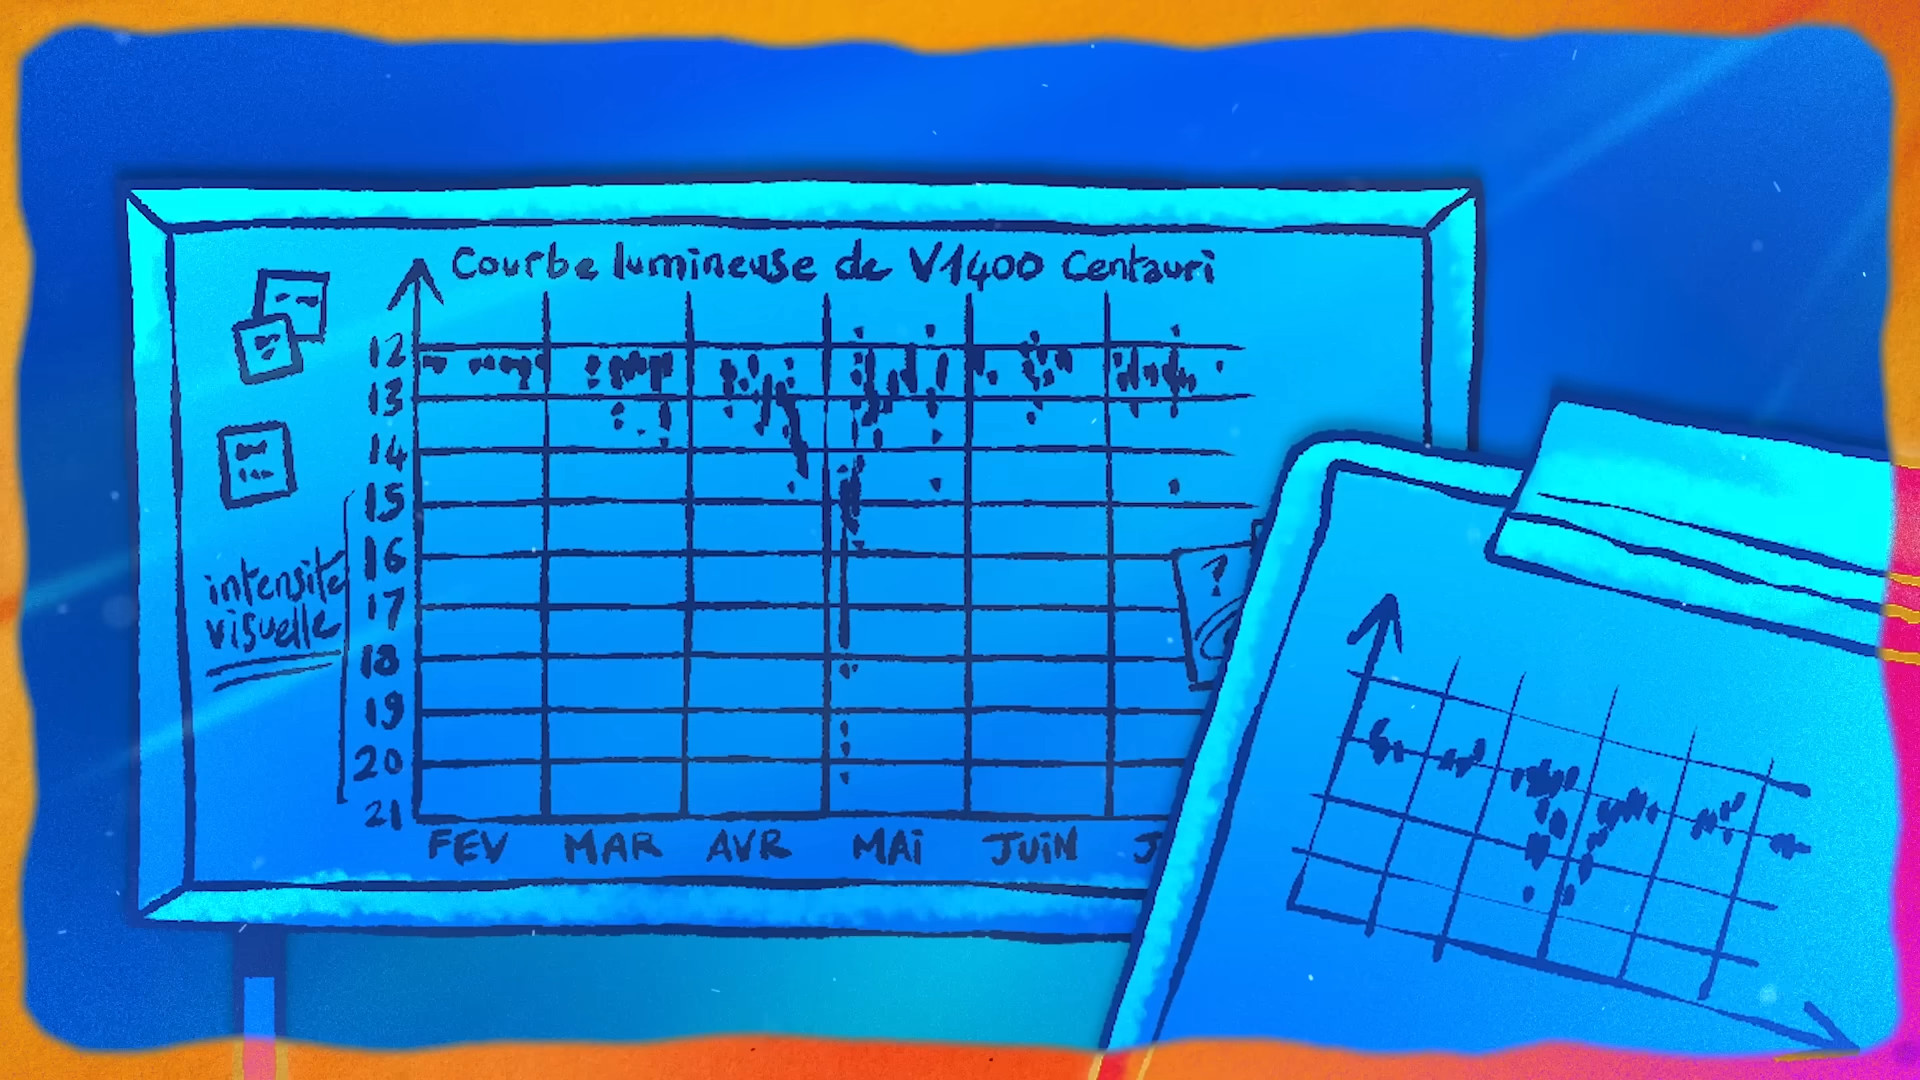 Courbe lumineuse de V1400 Centauri
12
13
14
15
16
17
18
19
20
21
intensité
visuelle
FEV MAR AVR MAi JUiN J
?